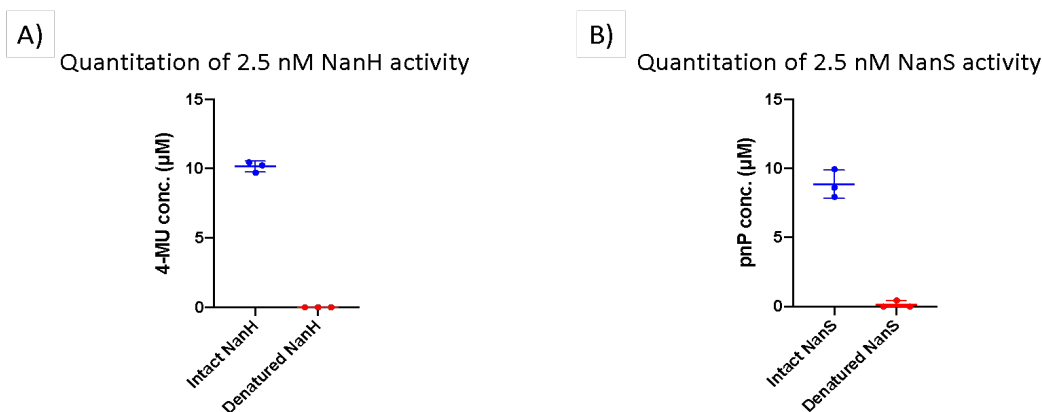 A)
Quantitation of 2.5 nM NanH activity
4-MU conc. (µM)
15
10
5
0
Intact NanH
Denatured NanH
B)
Quantitation of 2.5 nM NanS activity
pnP conc. (µM)
15
10
5
0
Intact NanS
Denatured NanS